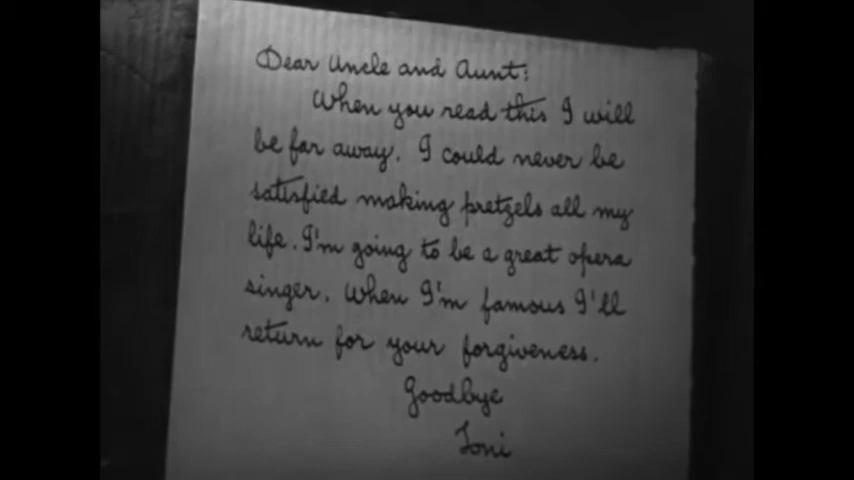 Dear Uncle and Aunt:
When you read this I will
be far away. I could never be
satisfied making pretzels all my
life. I'm going to be a great opera
singer. When I'm famous I'll
return for your forgiveness.
Goodbye
Toni